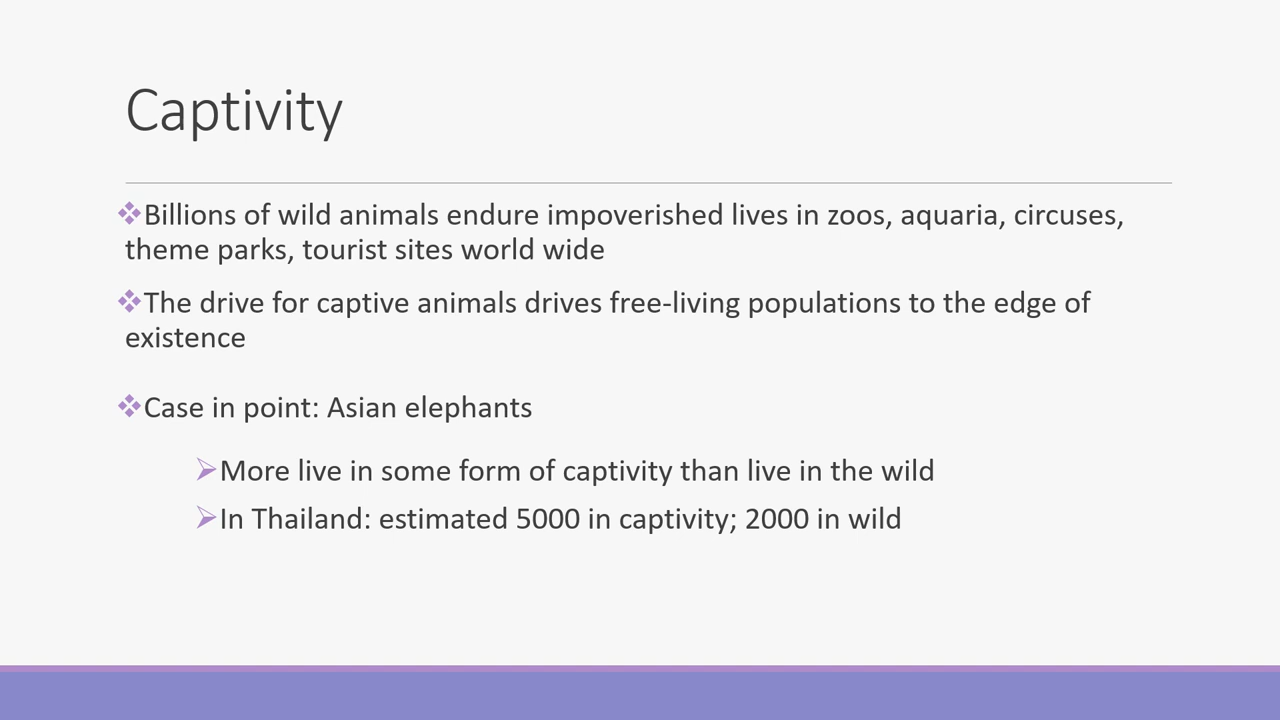 Captivity
Billions of wild animals endure impoverished lives in zoos, aquaria, circuses,
theme parks, tourist sites world wide
The drive for captive animals drives free-living populations to the edge of
existence
Case in point: Asian elephants
More live in some form of captivity than live in the wild
In Thailand: estimated 5000 in captivity; 2000 in wild